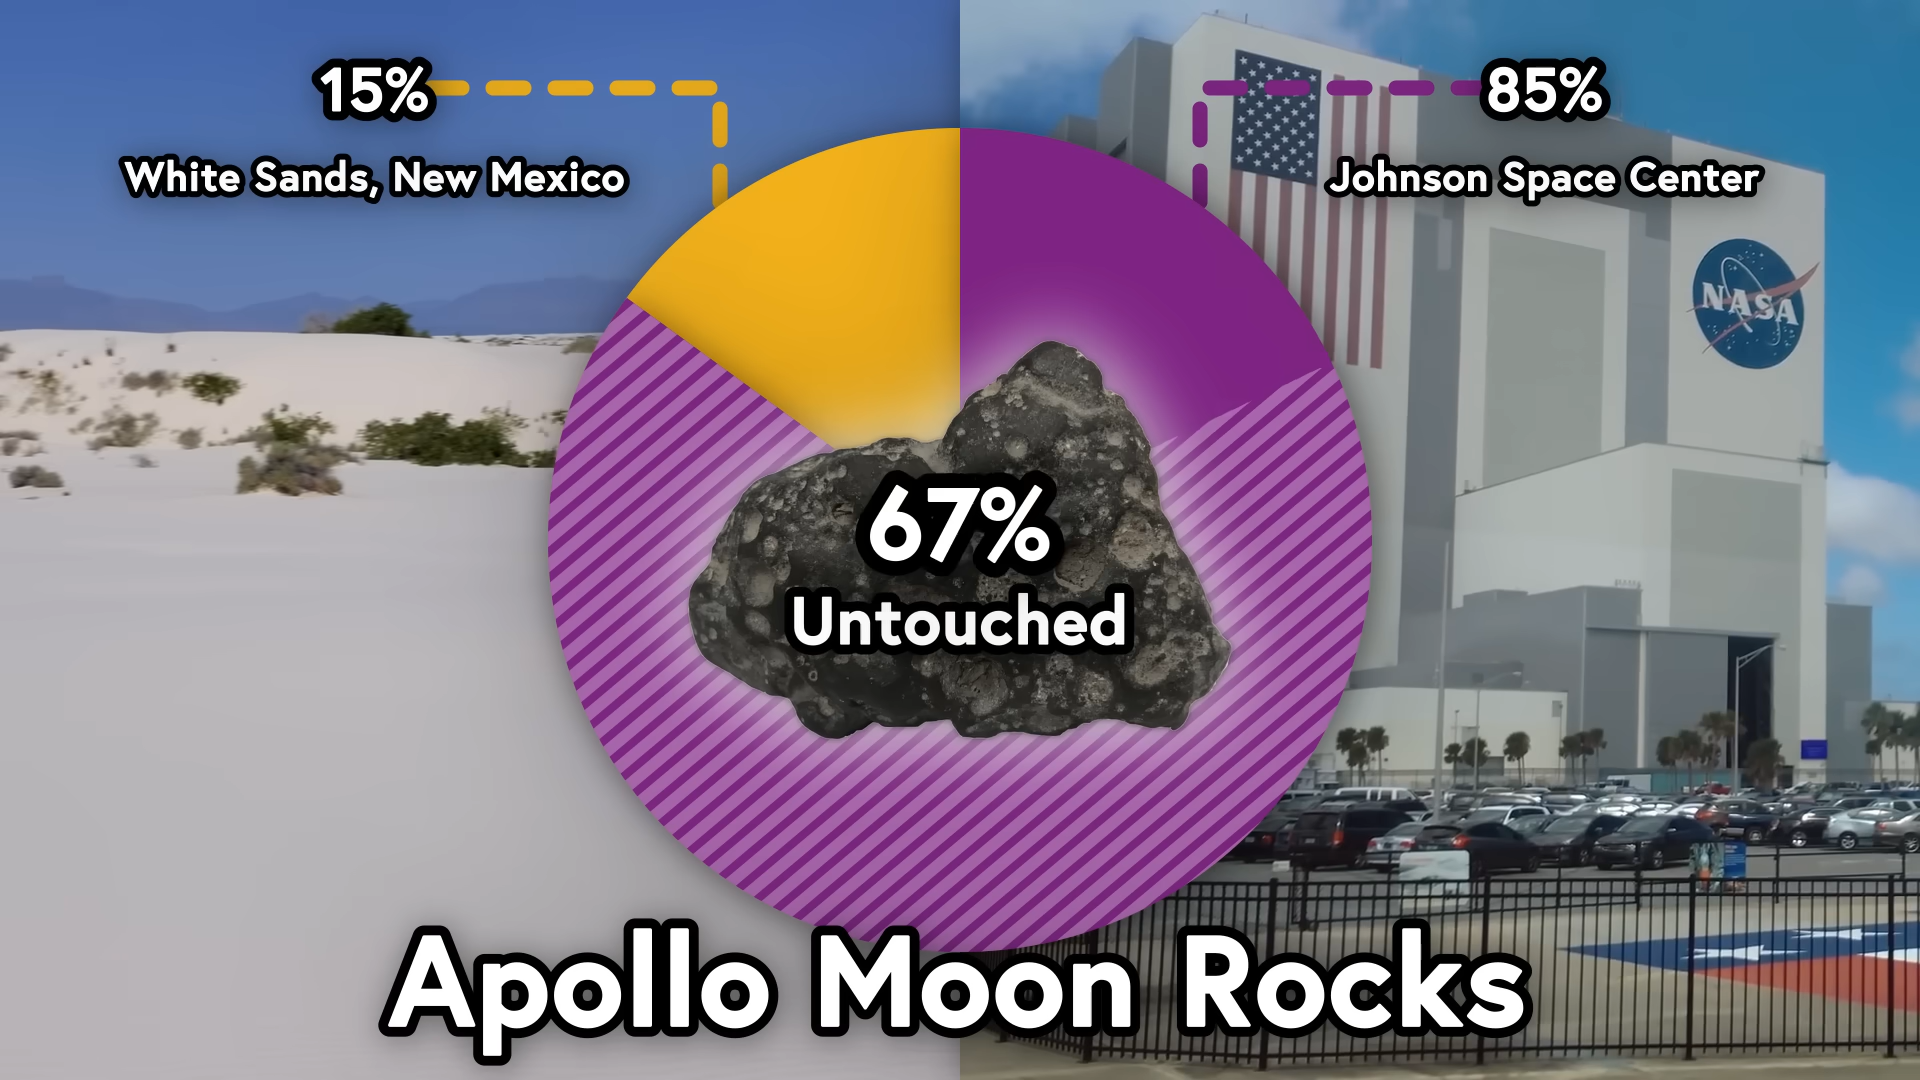 15%
White Sands, New Mexico
85%
Johnson Space Center
NASA
67%
Untouched
Apollo Moon Rocks